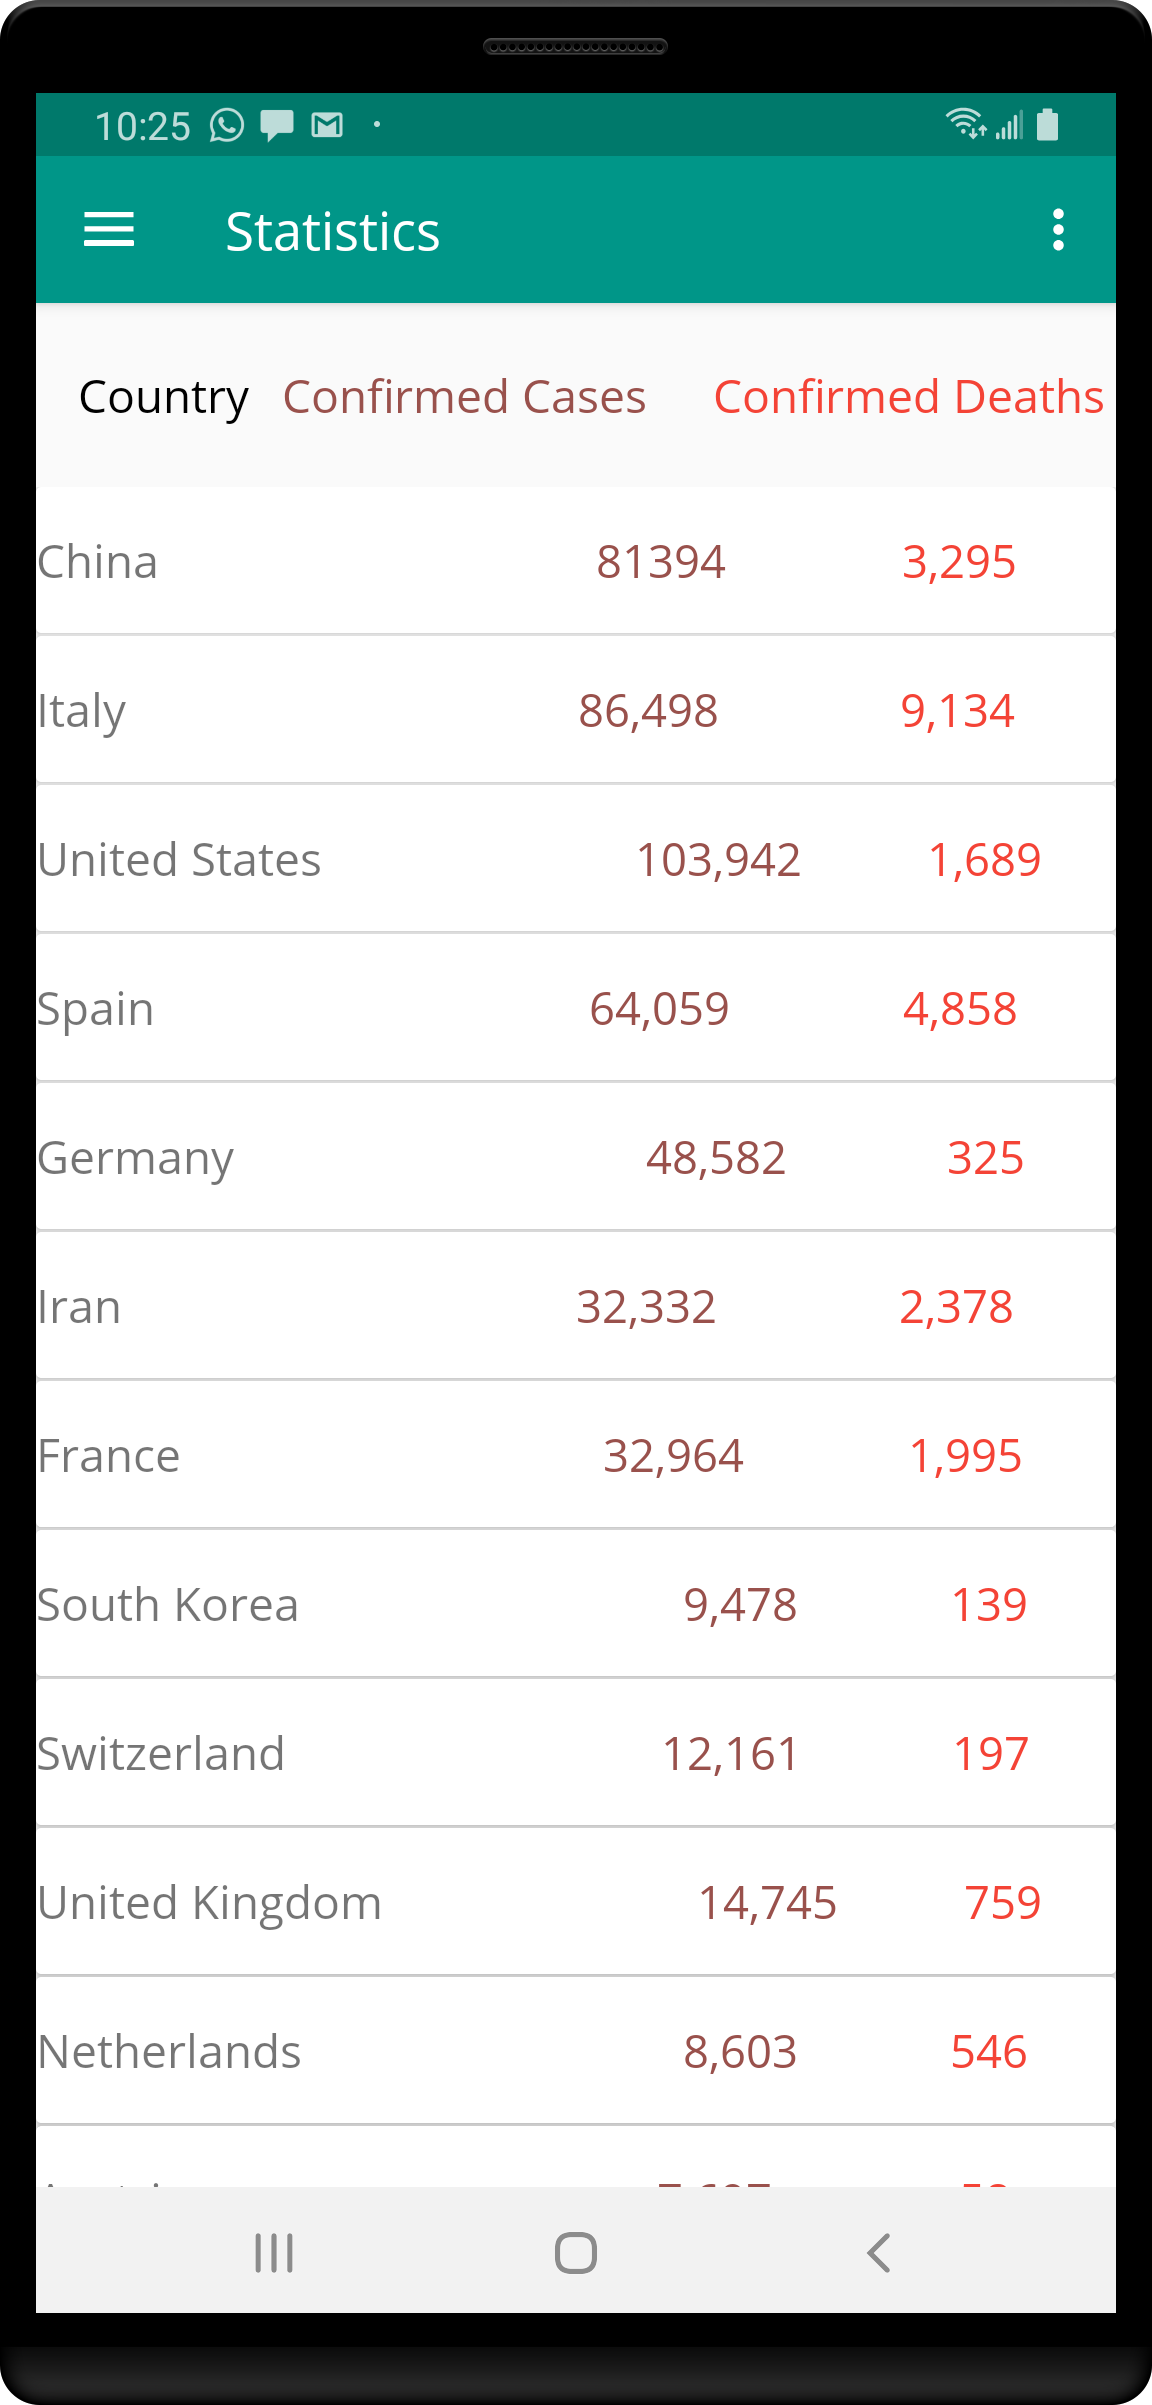 10:25
Statistics
Country Confirmed Cases Confirmed Deaths
China 81394 3,295
Italy 86,498 9,134
United States 103,942 1,689
Spain 64,059 4,858
Germany 48,582 325
Iran 32,332 2,378
France 32,964 1,995
South Korea 9,478 139
Switzerland 12,161 197
United Kingdom 14,745 759
Netherlands 8,603 546